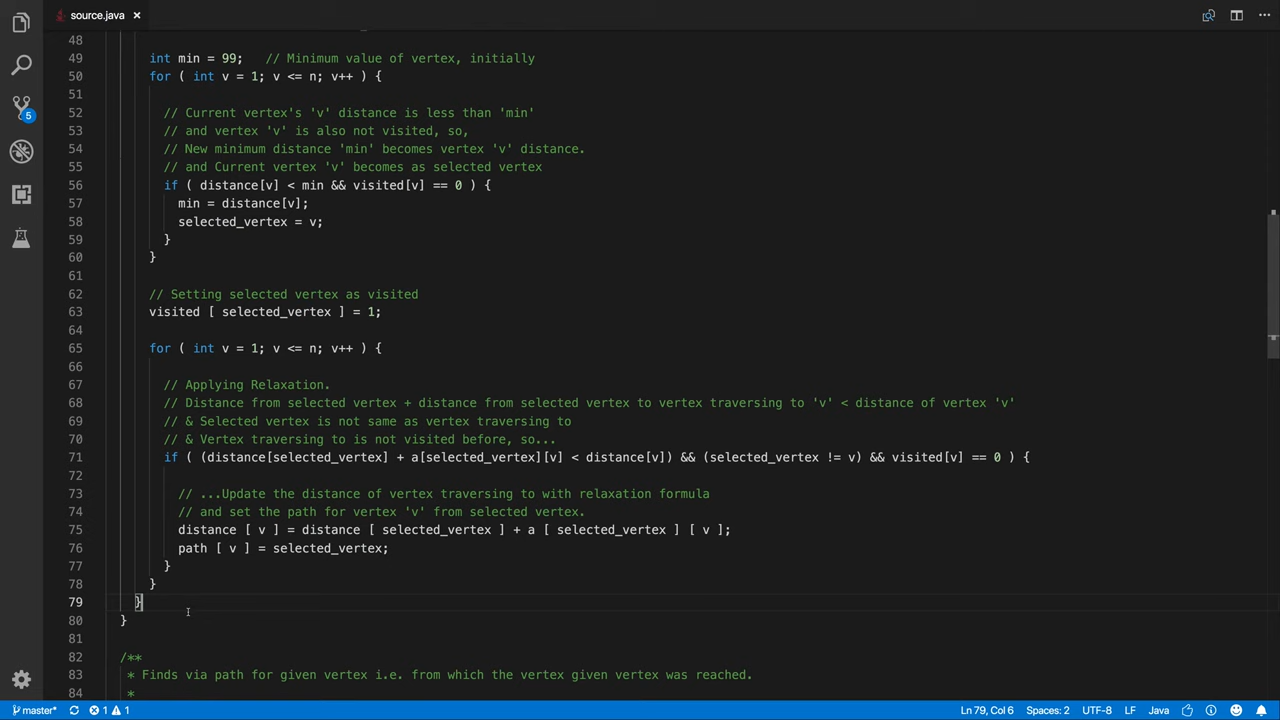 source.java ×
48
49 int min = 99; // Minimum value of vertex, initially
50 for ( int v = 1; v <= n; v++ ) {
51
52 // Current vertex's 'v' distance is less than 'min'
53 // and vertex 'v' is also not visited, so,
54 // New minimum distance 'min' becomes vertex 'v' distance.
55 // and Current vertex 'v' becomes as selected vertex
56 if ( distance[v] < min && visited[v] == 0 ) {
57 min = distance[v];
58 selected_vertex = v;
59 }
60 }
61
62 // Setting selected vertex as visited
63 visited [ selected_vertex ] = 1;
64
65 for ( int v = 1; v <= n; v++ ) {
66
67 // Applying Relaxation.
68 // Distance from selected vertex + distance from selected vertex to vertex traversing to 'v' < distance of vertex 'v'
69 // & Selected vertex is not same as vertex traversing to
70 // & Vertex traversing to is not visited before, so...
71 if ( (distance[selected_vertex] + a[selected_vertex][v] < distance[v]) && (selected_vertex != v) && visited[v] == 0 ) {
72
73 // ...Update the distance of vertex traversing to with relaxation formula
74 // and set the path for vertex 'v' from selected vertex.
75 distance [ v ] = distance [ selected_vertex ] + a [ selected_vertex ] [ v ];
76 path [ v ] = selected_vertex;
77 }
78 }
79 }
80 }
81
82 /**
83 * Finds via path for given vertex i.e. from which the vertex given vertex was reached.
84 *
5
master* 1 1 Ln 79, Col 6 Spaces: 2 UTF-8 LF Java